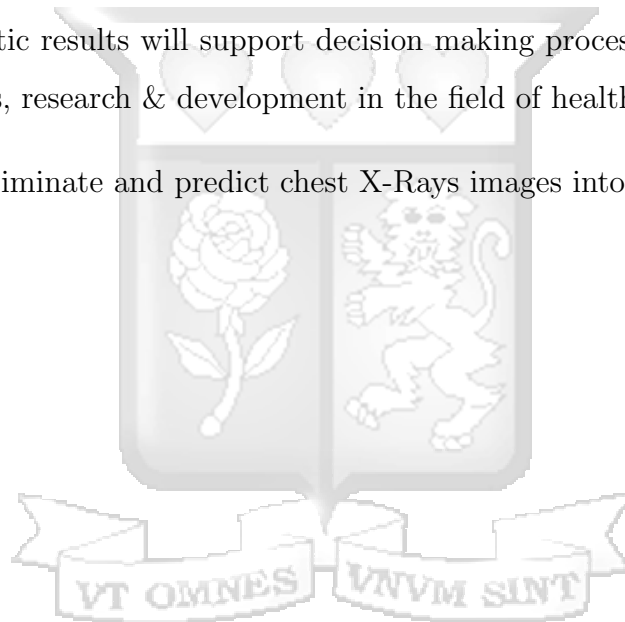 tic results will support decision making proces
, research & development in the field of health
iminate and predict chest X-Rays images into
VT OMNES VNVM SINT